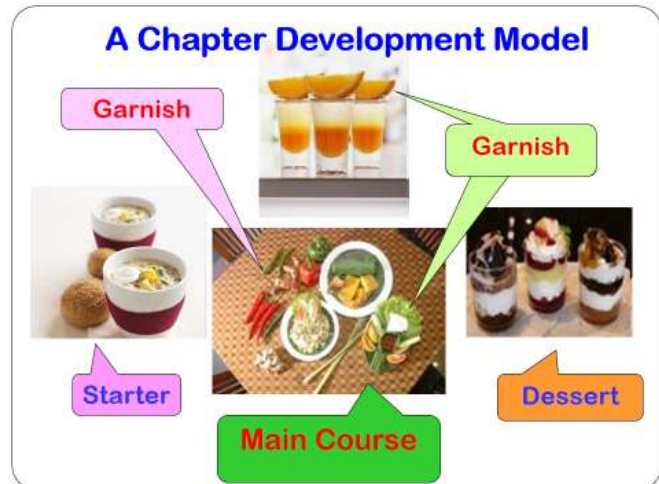 A Chapter Development Model
Garnish
Garnish
Starter
Main Course
Dessert